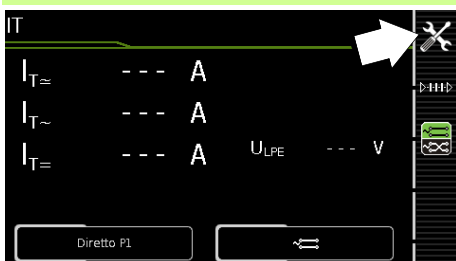 IT
IT≃ --- A
IT~ --- A
IT= --- A ULPE --- V
Diretto P1